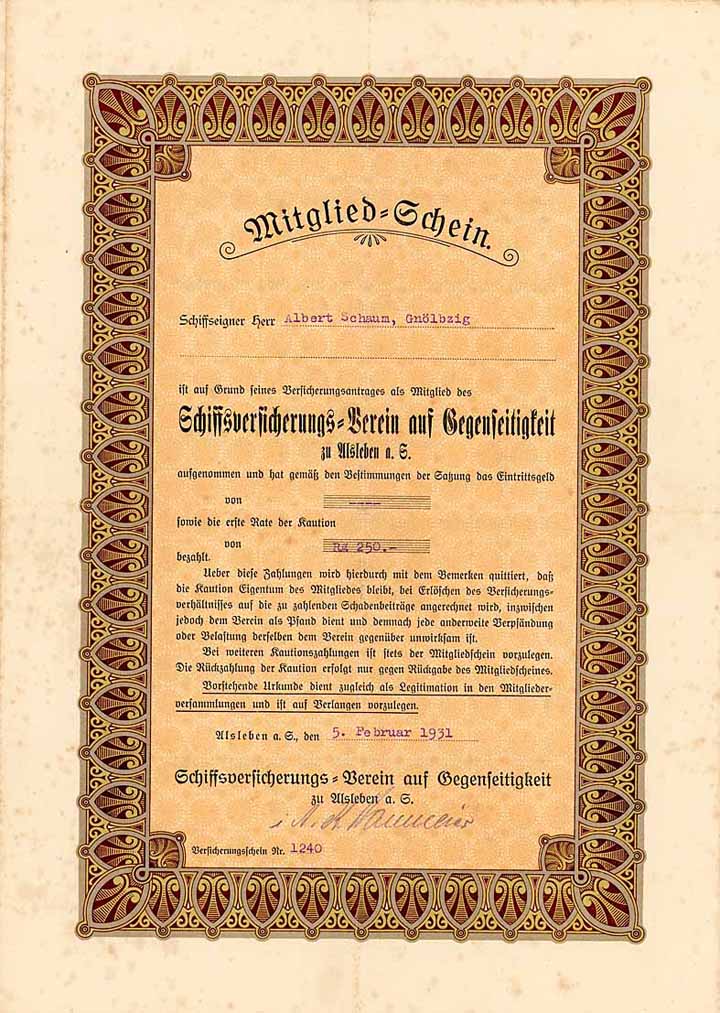 Mitglied-Schein.
Schiffseigner Herr Albert Schaum, Gnölbzig
ist auf Grund seines Versicherungsantrages als Mitglied des
Schiffsversicherungs-Verein auf Gegenseitigkeit
zu Alsleben a. S.
aufgenommen und hat gemäß den Bestimmungen der Satzung das Eintrittsgeld
von ----
sowie die erste Rate der Kaution
von RM 250.-
bezahlt.
Ueber diese Zahlungen wird hierdurch mit dem Bemerken quittiert, daß
die Kaution Eigentum des Mitgliedes bleibt, bei Erlöschen des Versicherungs-
verhältnisses auf die zu zahlenden Schadenbeiträge angerechnet wird, inzwischen
jedoch dem Verein als Pfand dient und demnach jede anderweite Verpfändung
oder Belastung derselben dem Verein gegenüber unwirksam ist.
Bei weiteren Kautionszahlungen ist stets der Mitgliedschein vorzulegen.
Die Rückzahlung der Kaution erfolgt nur gegen Rückgabe des Mitgliedscheines.
Vorstehende Urkunde dient zugleich als Legitimation in den Mitglieder-
versammlungen und ist auf Verlangen vorzulegen.
Alsleben a. S., den 5. Februar 1931
Schiffsversicherungs-Verein auf Gegenseitigkeit
zu Alsleben a. S.
Versicherungsschein Nr. 1240